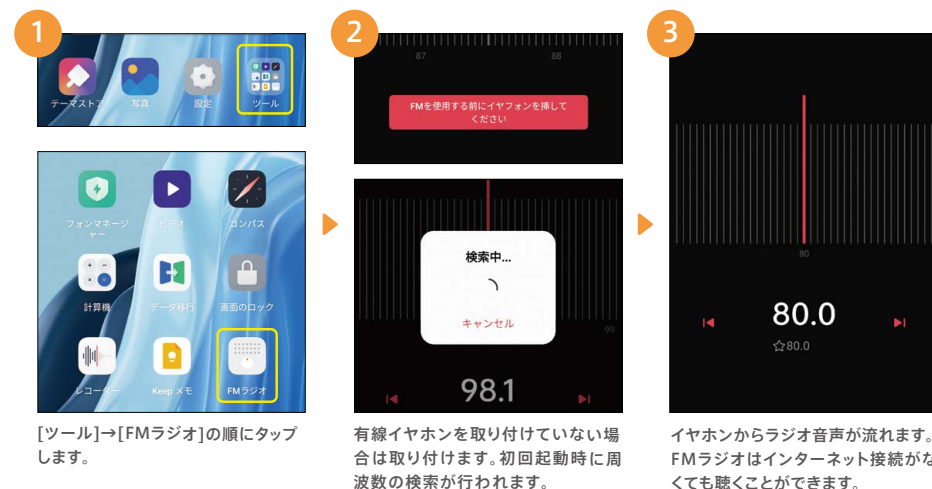 1
テーマストア
写真
設定
ツール
フォンマネージ
ャー
ビデオ
コンパス
計算機
データ移行
画面のロック
レコーダー
Keep メモ
FMラジオ
[ツール]→[FMラジオ]の順にタップ
します。
2
87 88
FMを使用する前にイヤフォンを挿して
ください
検索中...
キャンセル
99
98.1
有線イヤホンを取り付けていない場
合は取り付けます。初回起動時に周
波数の検索が行われます。
3
80
80.0
☆80.0
イヤホンからラジオ音声が流れます。
FMラジオはインターネット接続がな
くても聴くことができます。